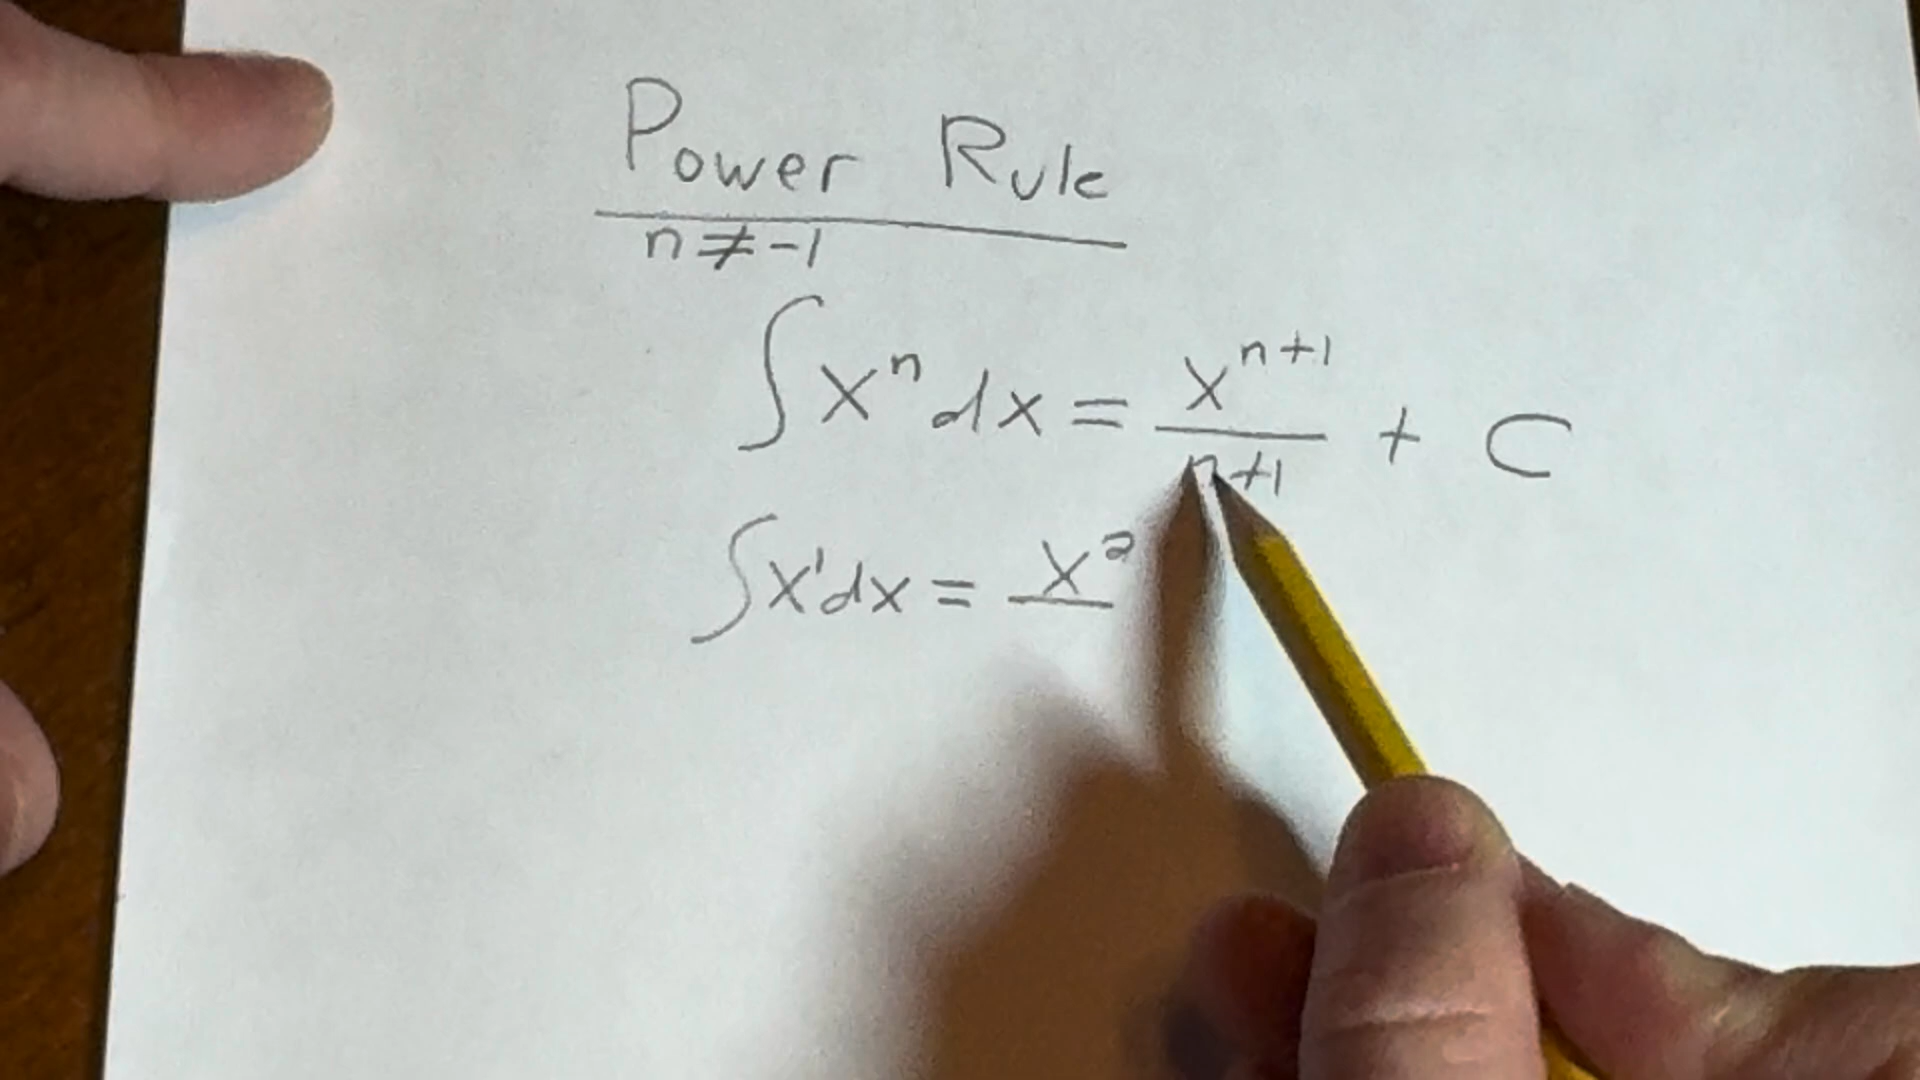 Power Rule
n ≠ -1
∫xⁿdx = xⁿ⁺¹/n+1 + C
∫x¹dx = x²/